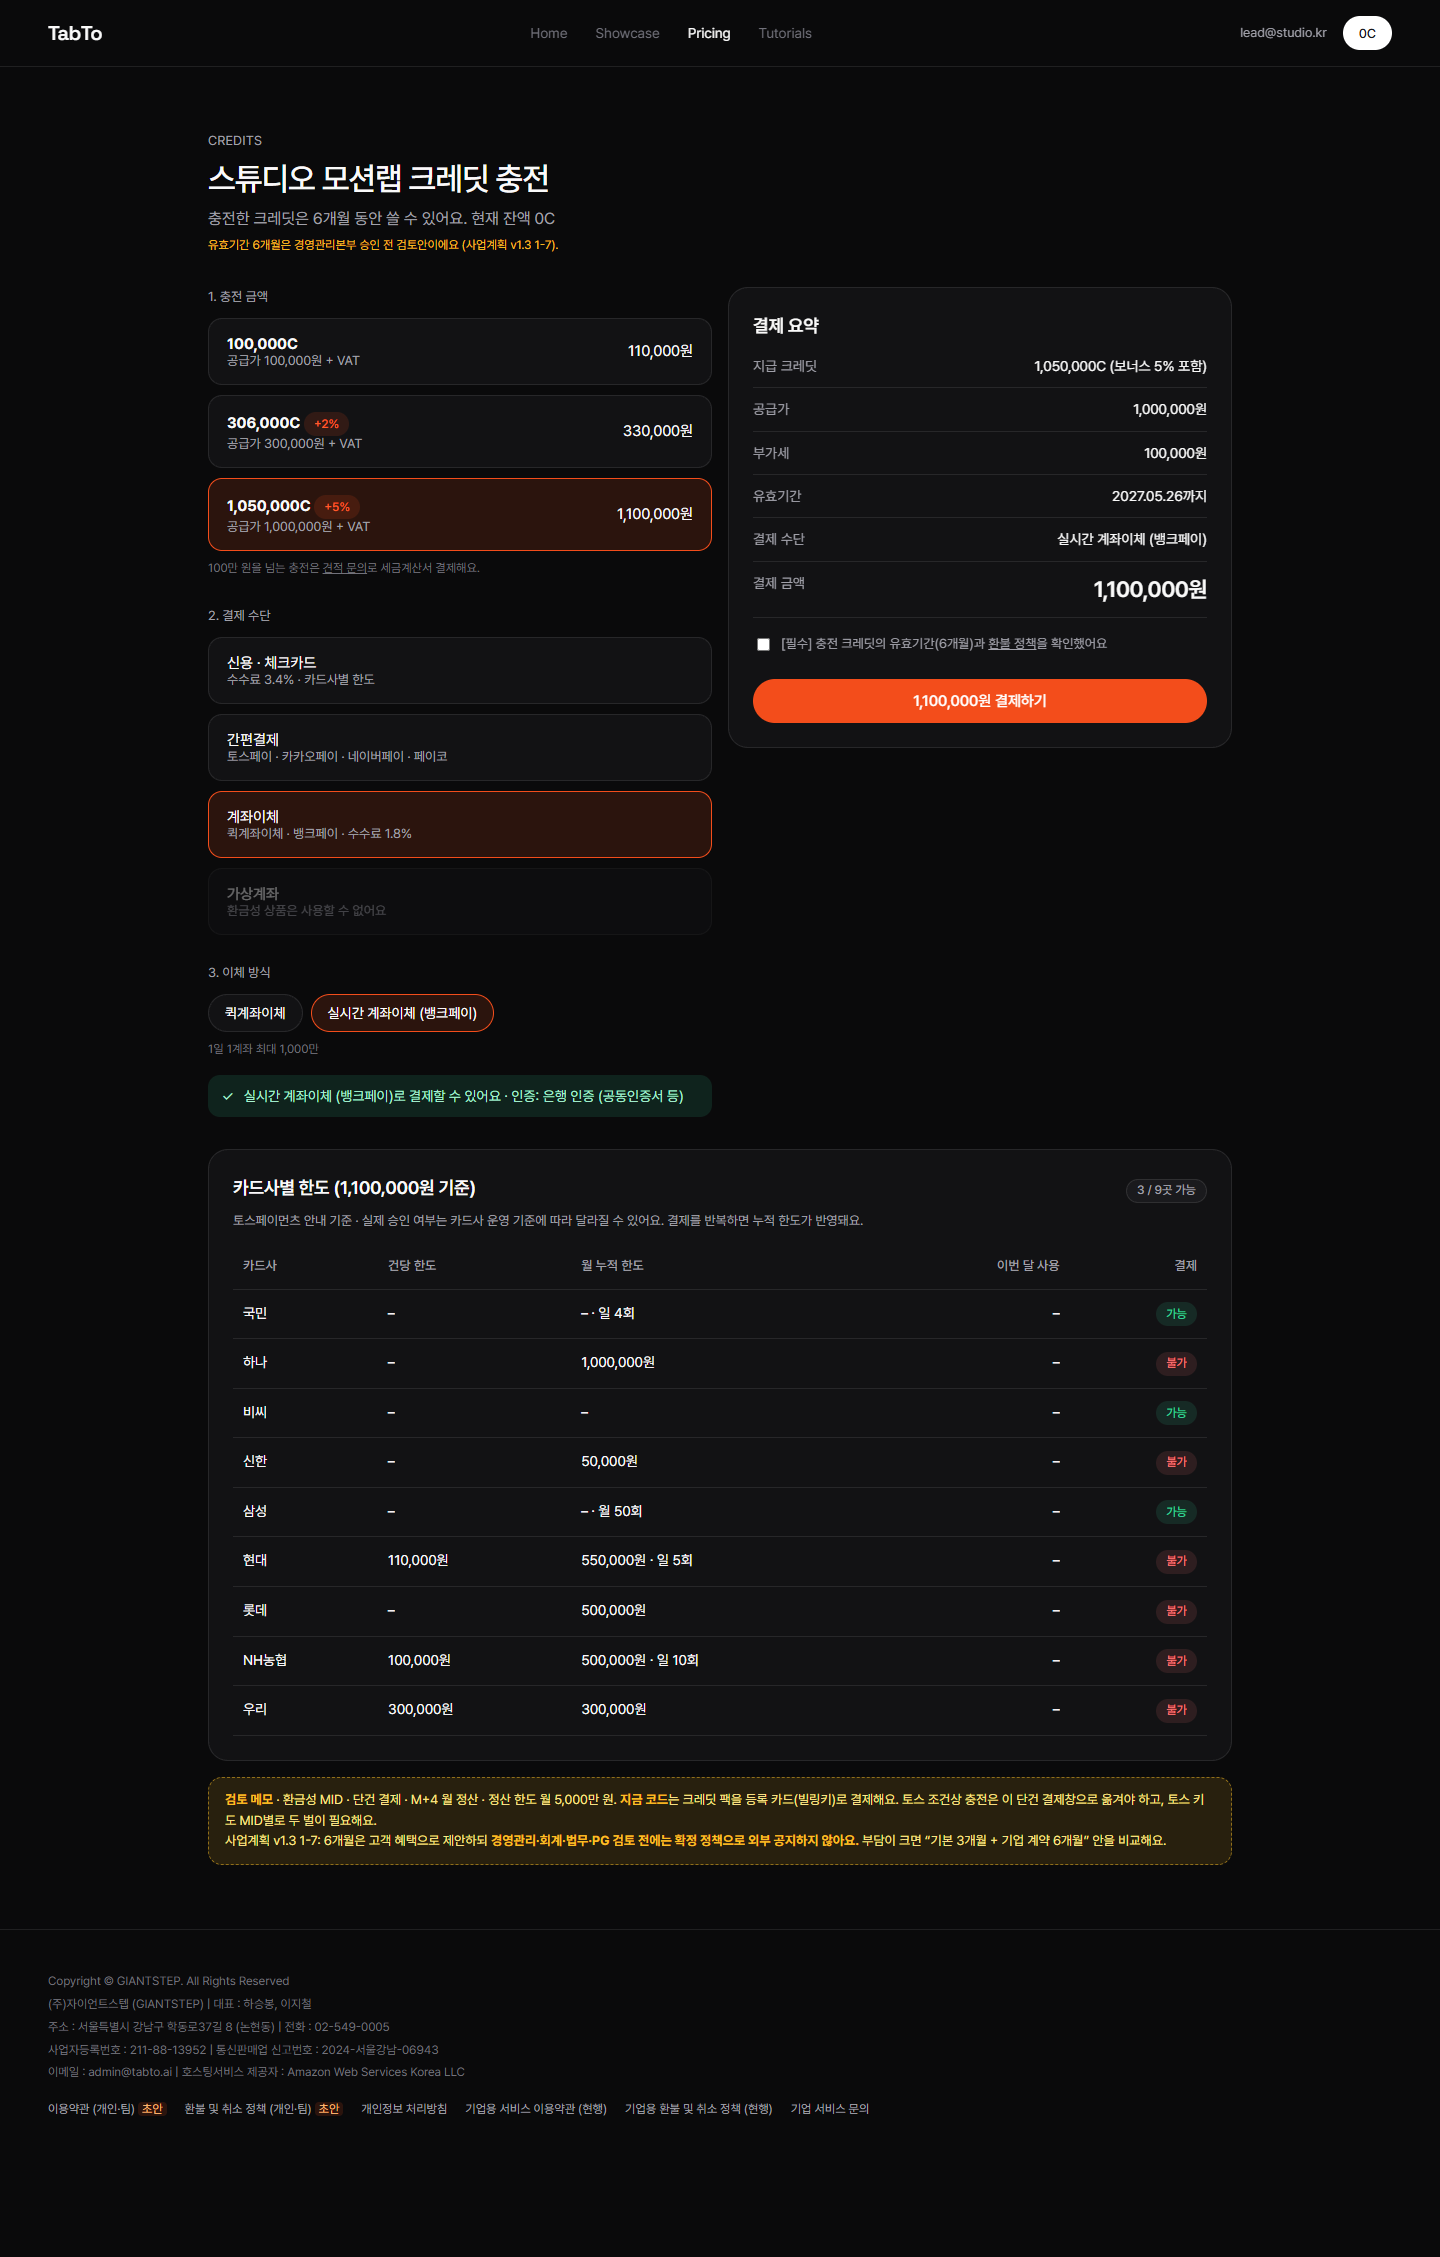 TabTo
Home
Showcase
Pricing
Tutorials
lead@studio.kr
0C
CREDITS
스튜디오 모션랩 크레딧 충전
충전한 크레딧은 6개월 동안 쓸 수 있어요. 현재 잔액 0C
유효기간 6개월은 경영관리본부 승인 전 검토안이에요 (사업계획 v1.3 1-7).
1. 충전 금액
100,000C
공급가 100,000원 + VAT
110,000원
306,000C +2%
공급가 300,000원 + VAT
330,000원
1,050,000C +5%
공급가 1,000,000원 + VAT
1,100,000원
100만 원을 넘는 충전은 견적 문의로 세금계산서 결제해요.
2. 결제 수단
신용 · 체크카드
수수료 3.4% · 카드사별 한도
간편결제
토스페이 · 카카오페이 · 네이버페이 · 페이코
계좌이체
퀵계좌이체 · 뱅크페이 · 수수료 1.8%
가상계좌
환금성 상품은 사용할 수 없어요
3. 이체 방식
퀵계좌이체
실시간 계좌이체 (뱅크페이)
1일 1계좌 최대 1,000만
✓ 실시간 계좌이체 (뱅크페이)로 결제할 수 있어요 · 인증: 은행 인증 (공동인증서 등)
결제 요약
지급 크레딧 1,050,000C (보너스 5% 포함)
공급가 1,000,000원
부가세 100,000원
유효기간 2027.05.26까지
결제 수단 실시간 계좌이체 (뱅크페이)
결제 금액 1,100,000원
[필수] 충전 크레딧의 유효기간(6개월)과 환불 정책을 확인했어요
1,100,000원 결제하기
카드사별 한도 (1,100,000원 기준)
3 / 9곳 가능
토스페이먼츠 안내 기준 · 실제 승인 여부는 카드사 운영 기준에 따라 달라질 수 있어요. 결제를 반복하면 누적 한도가 반영돼요.
카드사 건당 한도 월 누적 한도 이번 달 사용 결제
국민 – – · 일 4회 – 가능
하나 – 1,000,000원 – 불가
비씨 – – – 가능
신한 – 50,000원 – 불가
삼성 – – · 월 50회 – 가능
현대 110,000원 550,000원 · 일 5회 – 불가
롯데 – 500,000원 – 불가
NH농협 100,000원 500,000원 · 일 10회 – 불가
우리 300,000원 300,000원 – 불가
검토 메모 · 환금성 MID · 단건 결제 · M+4 월 정산 · 정산 한도 월 5,000만 원. 지금 코드는 크레딧 팩을 등록 카드(빌링키)로 결제해요. 토스 조건상 충전은 이 단건 결제창으로 옮겨야 하고, 토스 키
도 MID별로 두 벌이 필요해요.
사업계획 v1.3 1-7: 6개월은 고객 혜택으로 제안하되 경영관리·회계·법무·PG 검토 전에는 확정 정책으로 외부 공지하지 않아요. 부담이 크면 “기본 3개월 + 기업 계약 6개월” 안을 비교해요.
Copyright © GIANTSTEP. All Rights Reserved
(주)자이언트스텝 (GIANTSTEP) | 대표 : 하승봉, 이지철
주소 : 서울특별시 강남구 학동로37길 8 (논현동) | 전화 : 02-549-0005
사업자등록번호 : 211-88-13952 | 통신판매업 신고번호 : 2024-서울강남-06943
이메일 : admin@tabto.ai | 호스팅서비스 제공자 : Amazon Web Services Korea LLC
이용약관 (개인·팀) 초안 환불 및 취소 정책 (개인·팀) 초안 개인정보 처리방침 기업용 서비스 이용약관 (현행) 기업용 환불 및 취소 정책 (현행) 기업 서비스 문의